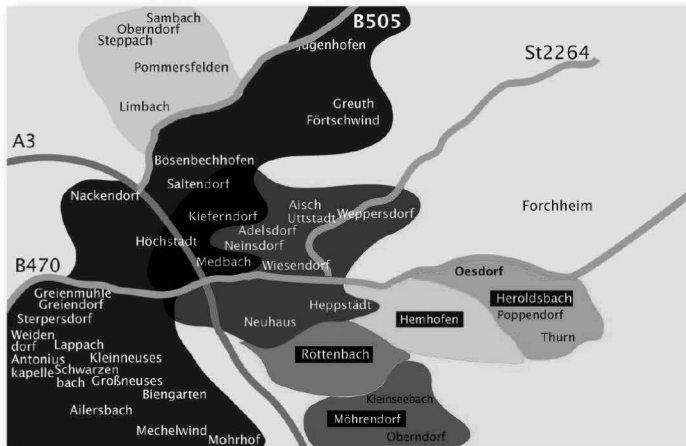 Sambach
Oberndorf
Steppach
Pommersfelden
Limbach
B505
Jugenhofen
St2264
Greuth
Förtschwind
A3
Bösenbechhofen
Saltendorf
Nackendorf
Kieferndorf
Aisch
Uttstadt
Weppersdorf
Forchheim
Adelsdorf
Neinsdorf
Höchstadt
Medbach
Wiesendorf
B470
Oesdorf
Greienmuhle
Greiendorf
Sterpersdorf
Heppstädt
Heroldsbach
Poppendorf
Hemhofen
Neuhaus
Thurn
Weiden
dorf
Lappach
Antonius
kapelle
Kleinneuses
Schwarzen
bach
Großneuses
Röttenbach
Biengarten
Ailersbach
Kleinseebach
Möhrendorf
Mechelwind
Mohrhof
Oberndorf